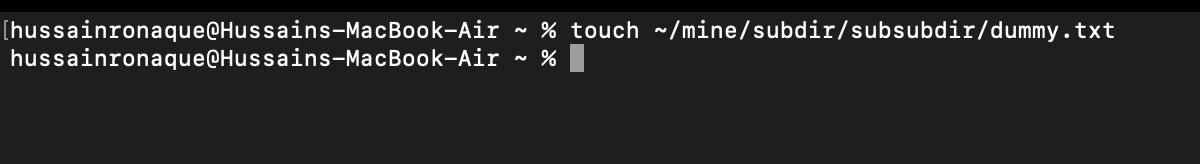 [hussainronaque@Hussains-MacBook-Air ~ % touch ~/mine/subdir/subsubdir/dummy.txt
hussainronaque@Hussains-MacBook-Air ~ %